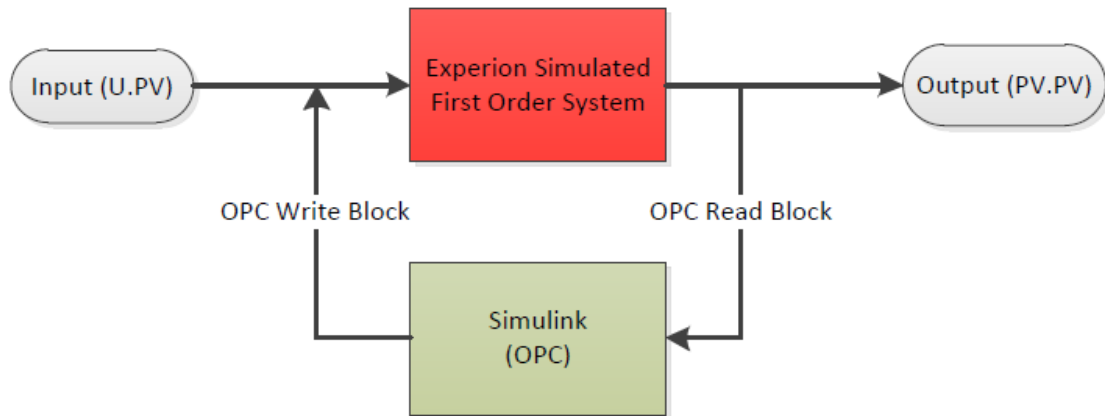 Input (U.PV)
Experion Simulated
First Order System
Output (PV.PV)
OPC Write Block
OPC Read Block
Simulink
(OPC)